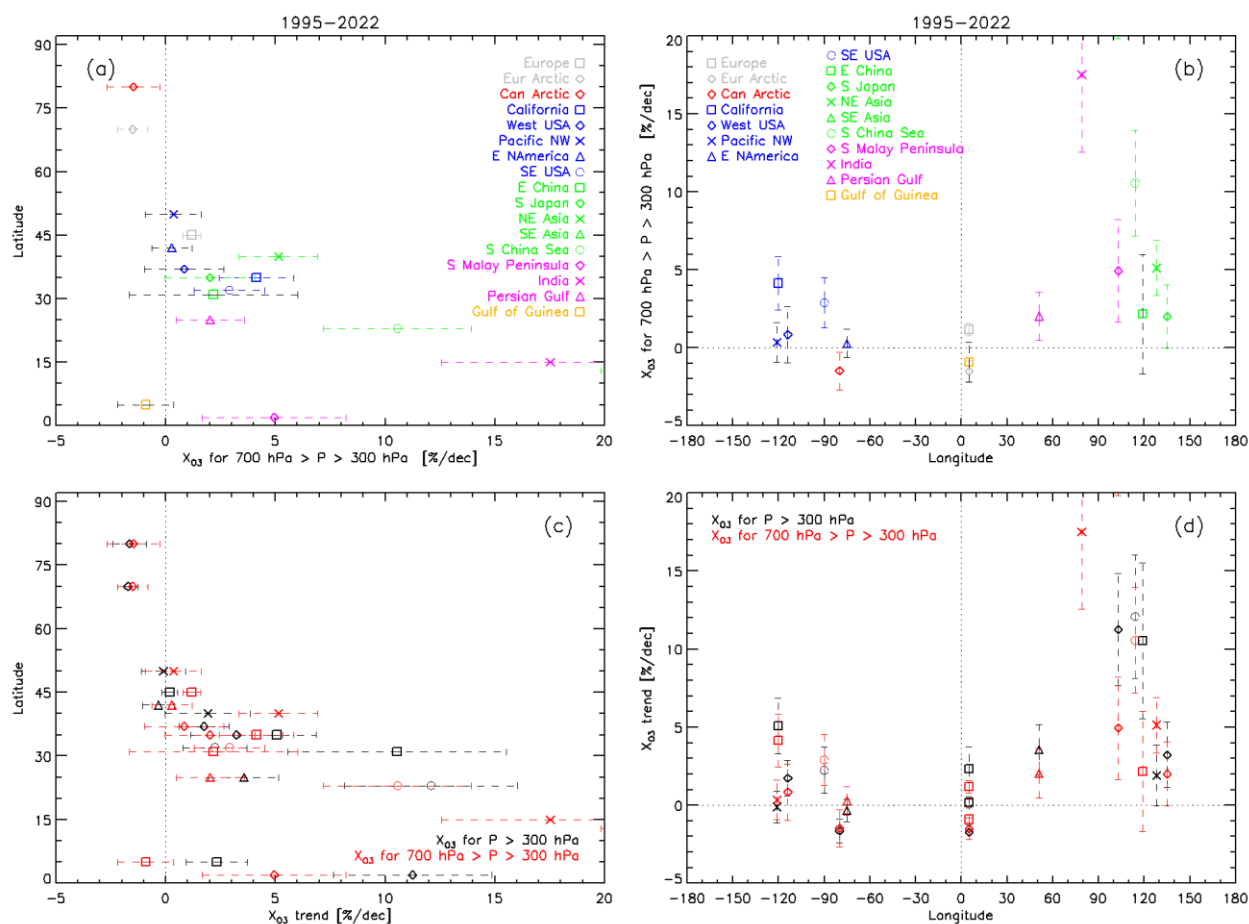 1995-2022
(a)
Europe
Eur Arctic
Can Arctic
California
West USA
Pacific NW
E NAmerica
SE USA
E China
S Japan
NE Asia
SE Asia
S China Sea
S Malay Peninsula
India
Persian Gulf
Gulf of Guinea
Latitude
90
75
60
45
30
15
0
-5 0 5 10 15 20
X_O3 for 700 hPa > P > 300 hPa [%/dec]
1995-2022
(b)
Europe
Eur Arctic
Can Arctic
California
West USA
Pacific NW
E NAmerica
SE USA
E China
S Japan
NE Asia
SE Asia
S China Sea
S Malay Peninsula
India
Persian Gulf
Gulf of Guinea
X_O3 for 700 hPa > P > 300 hPa [%/dec]
20
15
10
5
0
-5
-180 -150 -120 -90 -60 -30 0 30 60 90 120 150 180
Longitude
(c)
Latitude
90
75
60
45
30
15
0
X_O3 for P > 300 hPa
X_O3 for 700 hPa > P > 300 hPa
-5 0 5 10 15 20
X_O3 trend [%/dec]
(d)
X_O3 for P > 300 hPa
X_O3 for 700 hPa > P > 300 hPa
X_O3 trend [%/dec]
20
15
10
5
0
-5
-180 -150 -120 -90 -60 -30 0 30 60 90 120 150 180
Longitude